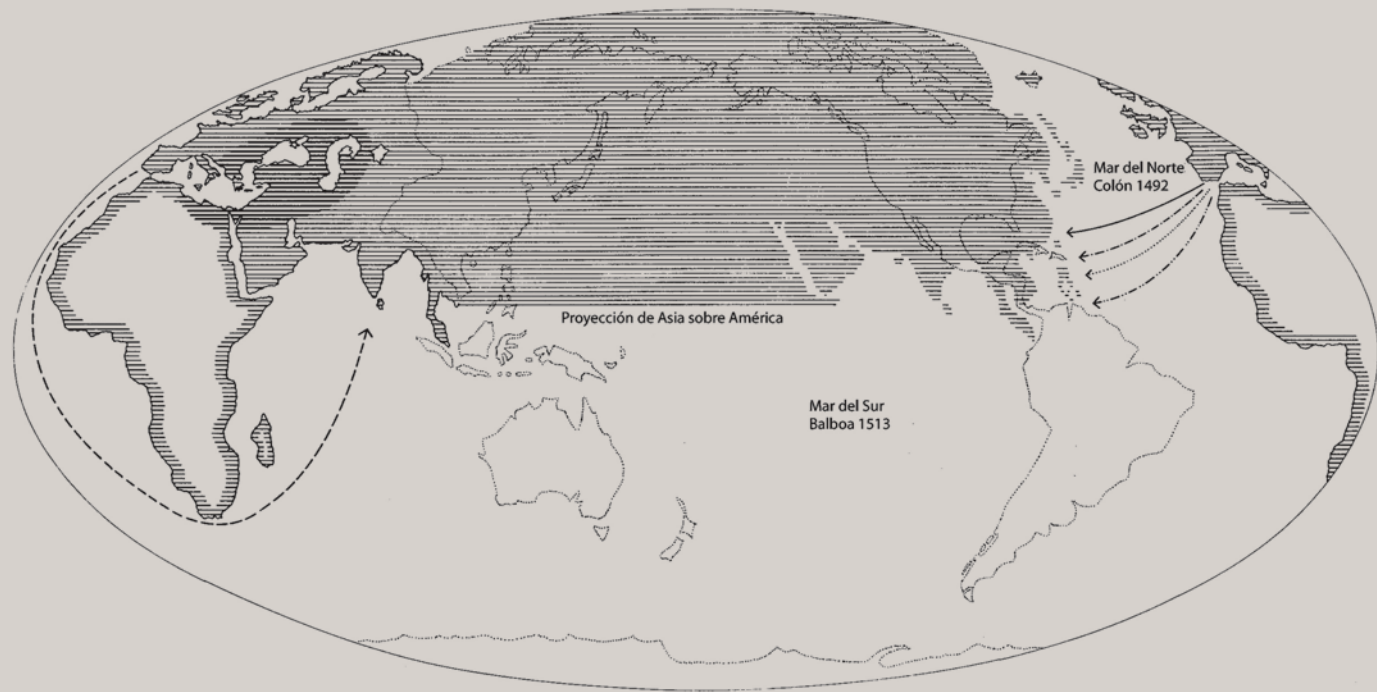 Mar del Norte
Colón 1492
Proyección de Asia sobre América
Mar del Sur
Balboa 1513